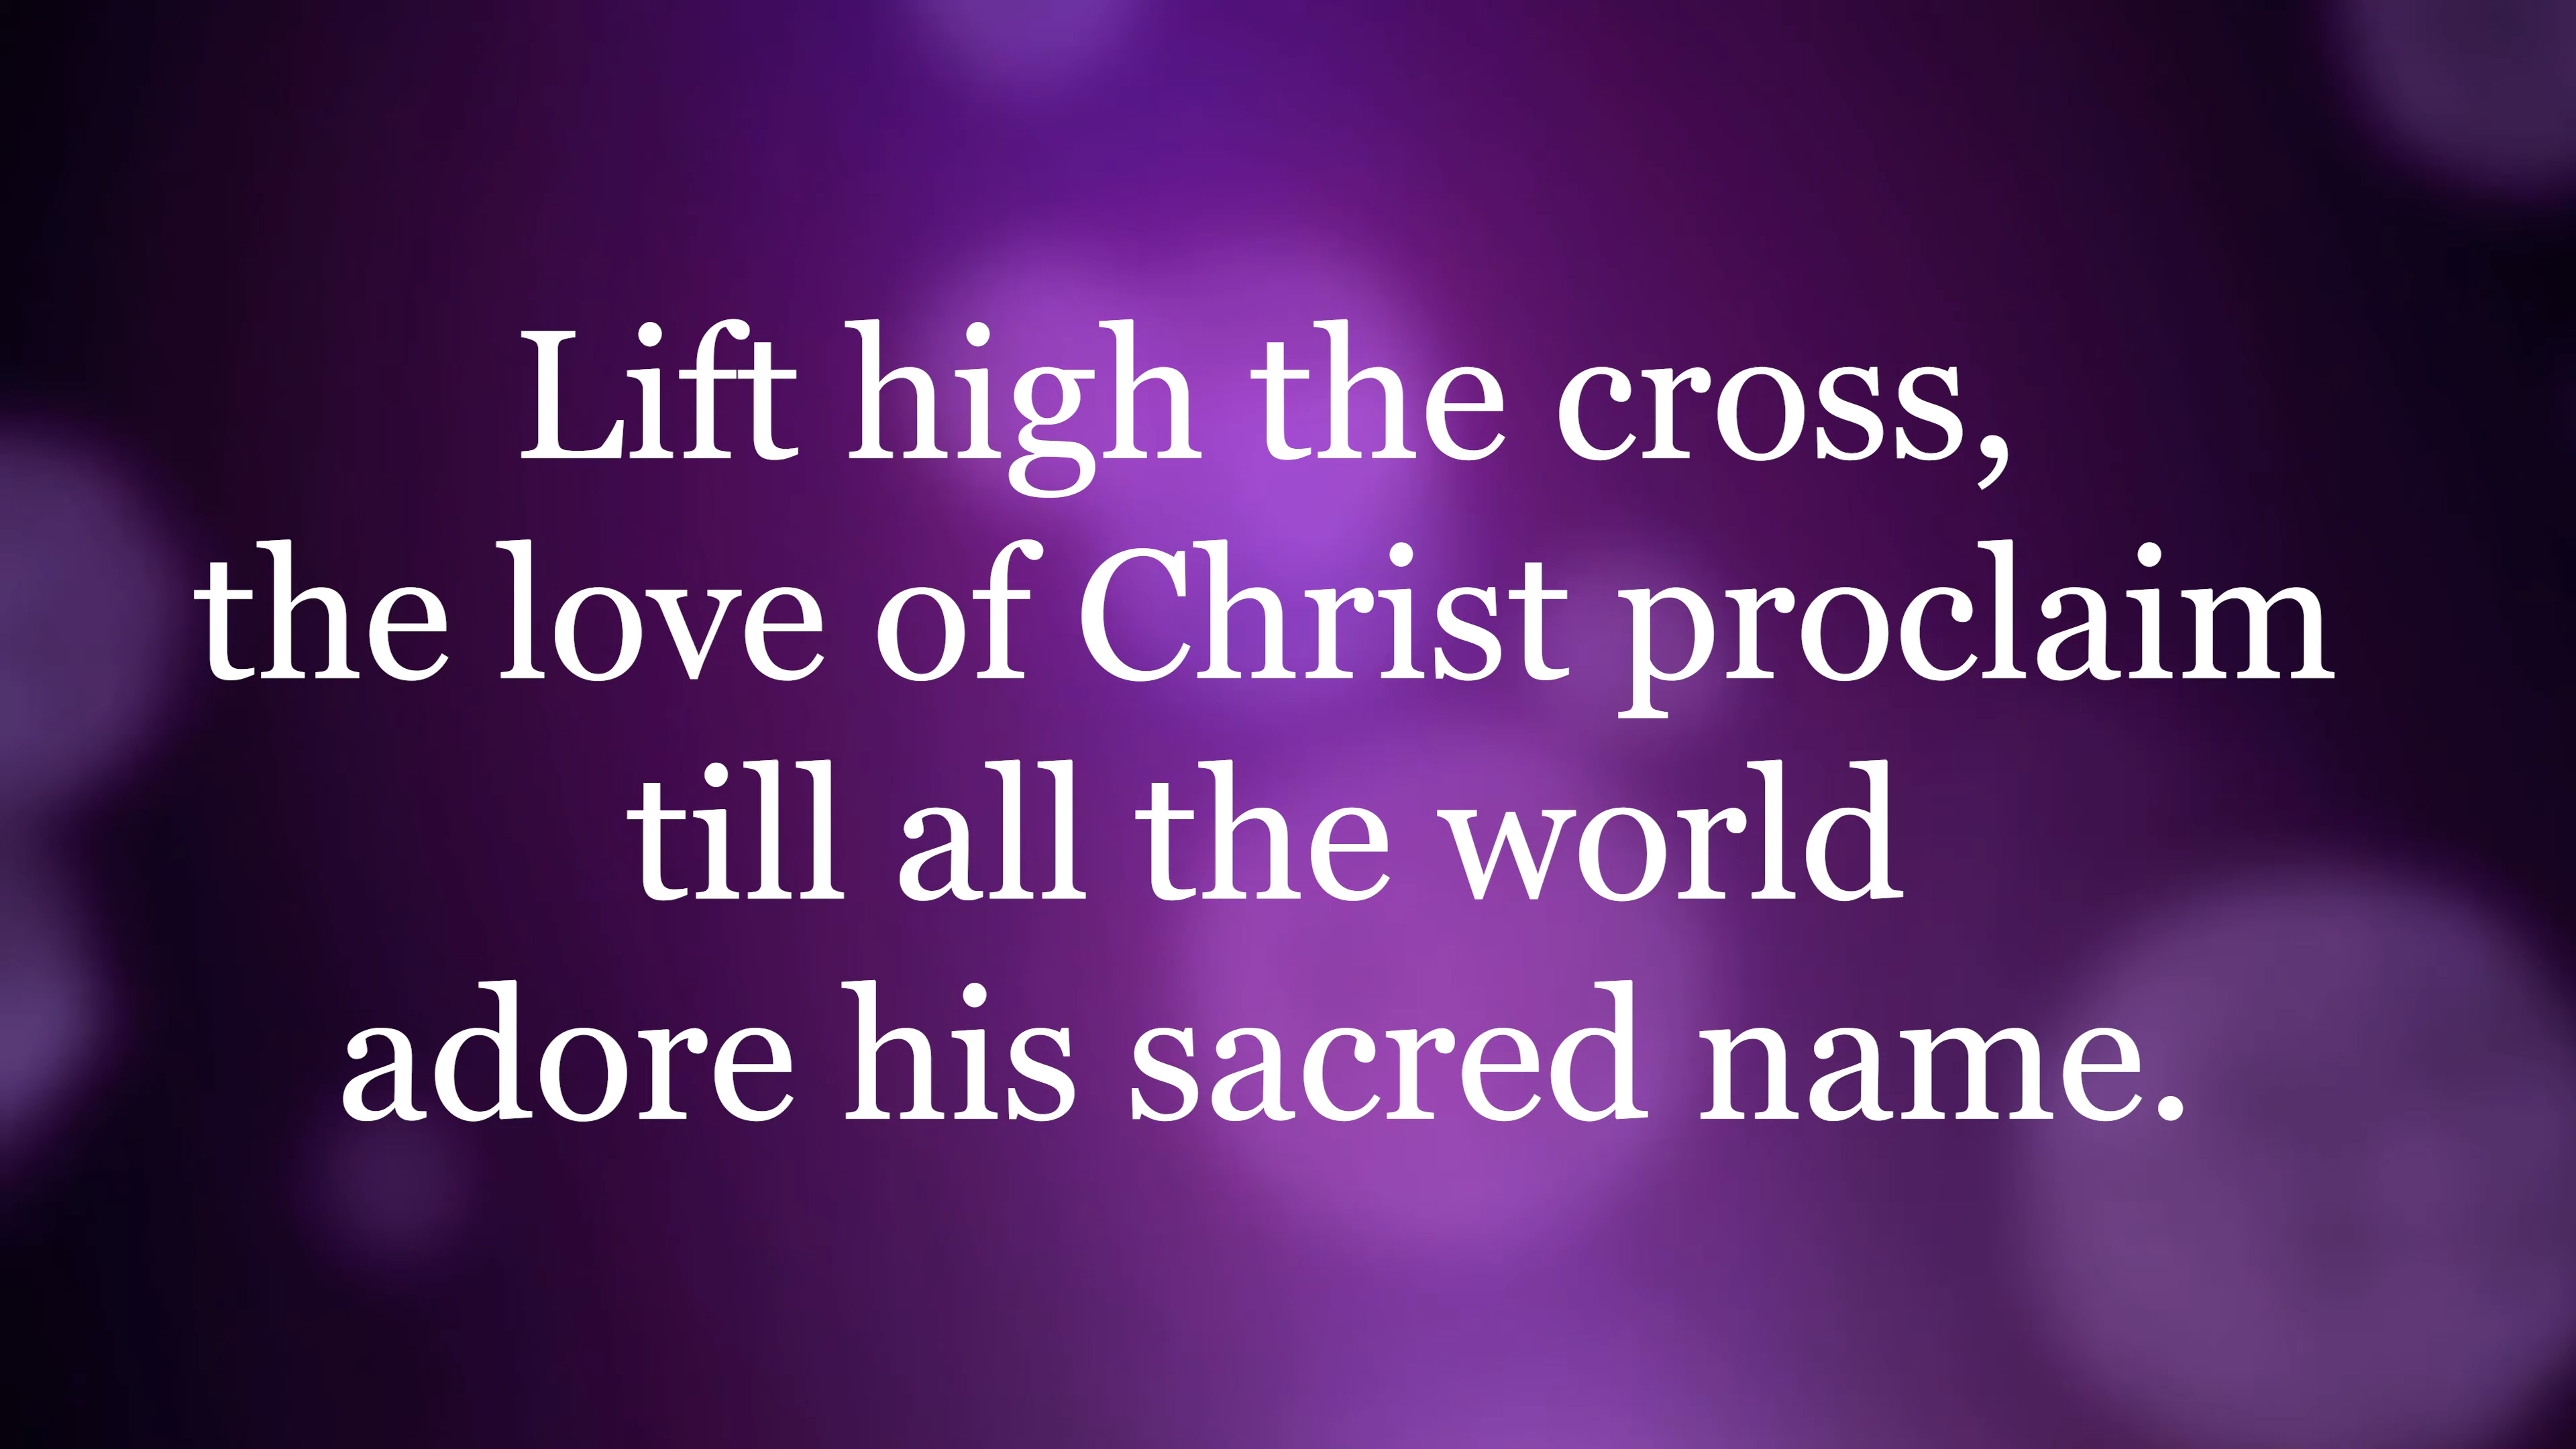 Lift high the cross,
the love of Christ proclaim
till all the world
adore his sacred name.